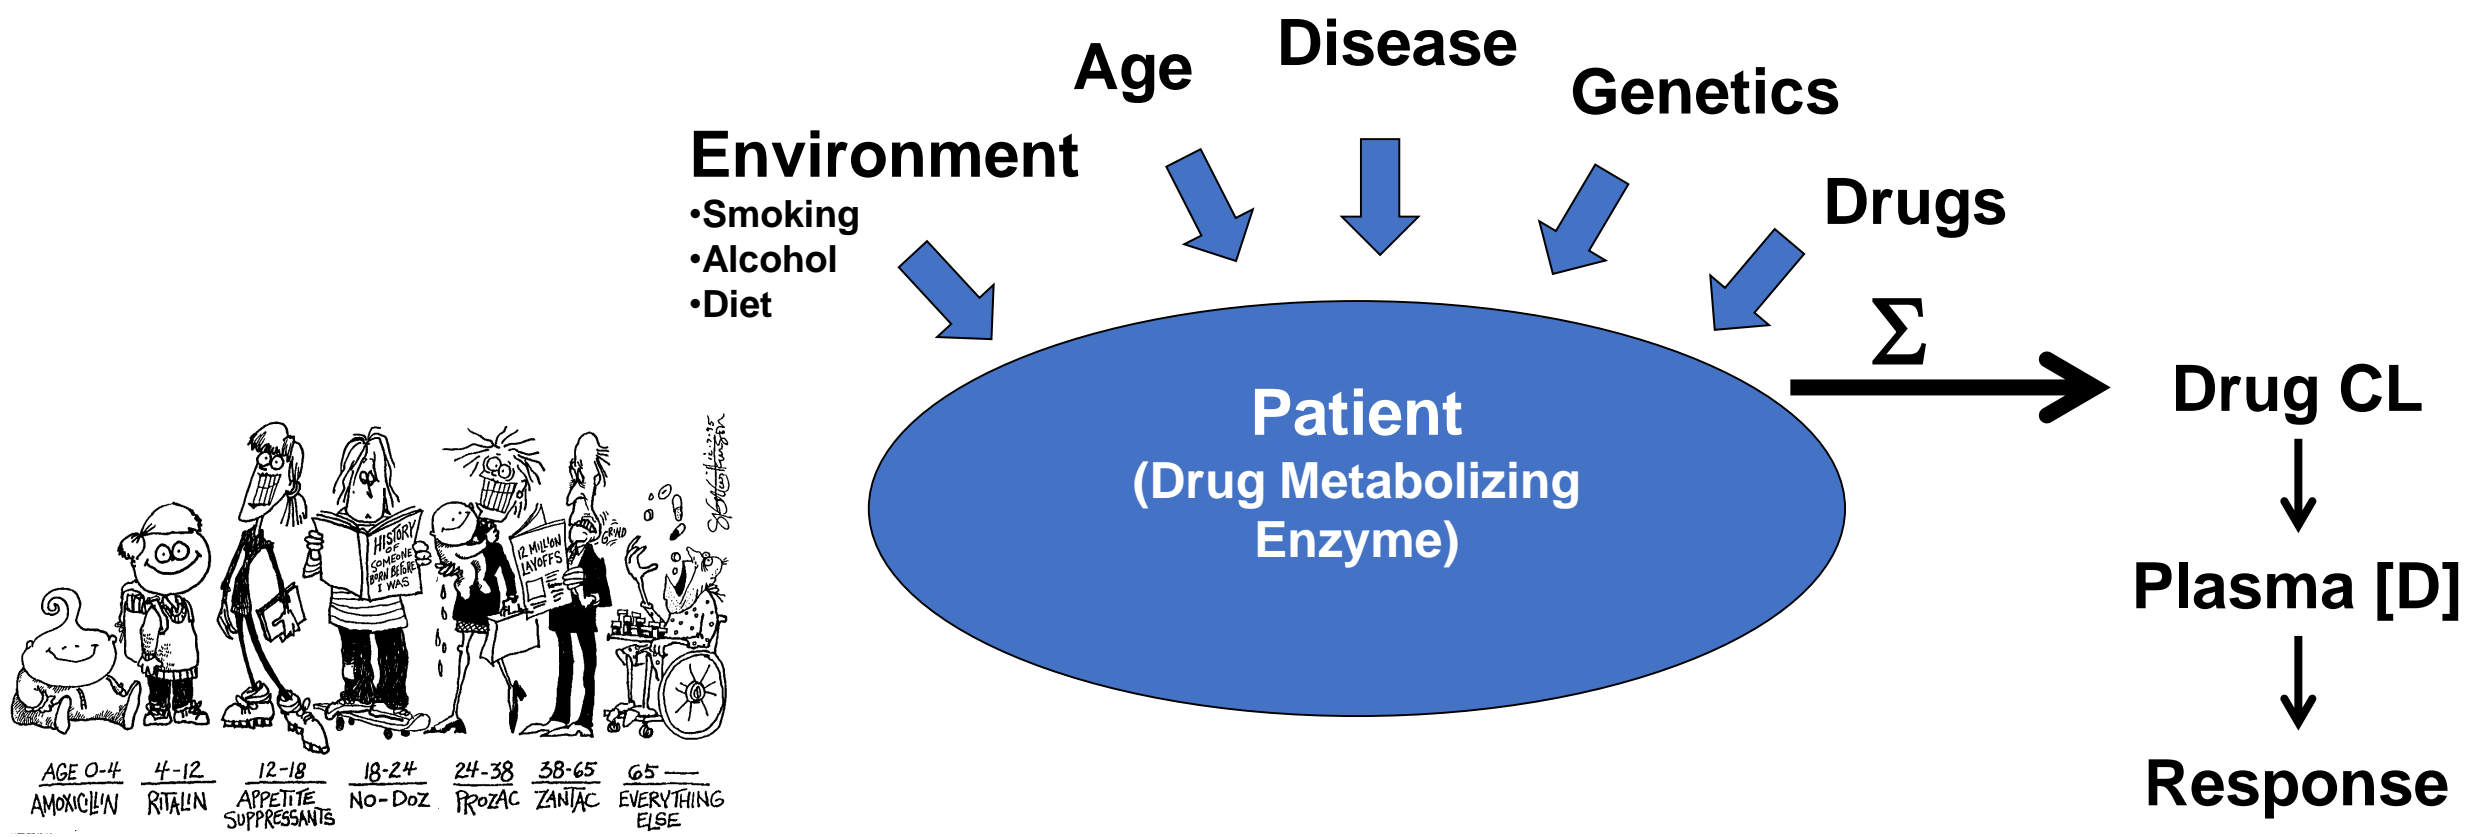 Disease
Age
Genetics
Environment
•Smoking
•Alcohol
•Diet
Drugs
Σ
Patient
(Drug Metabolizing
Enzyme)
Drug CL
Plasma [D]
Response
HISTORY
OF
SOMEONE
BORN BEFORE
I WAS
12 MILLION
LAYOFFS
GRIND
AGE 0-4
AMOXICILLIN
4-12
RITALIN
12-18
APPETITE
SUPPRESSANTS
18-24
NO-DOZ
24-38
PROZAC
38-65
ZANTAC
65 —
EVERYTHING
ELSE